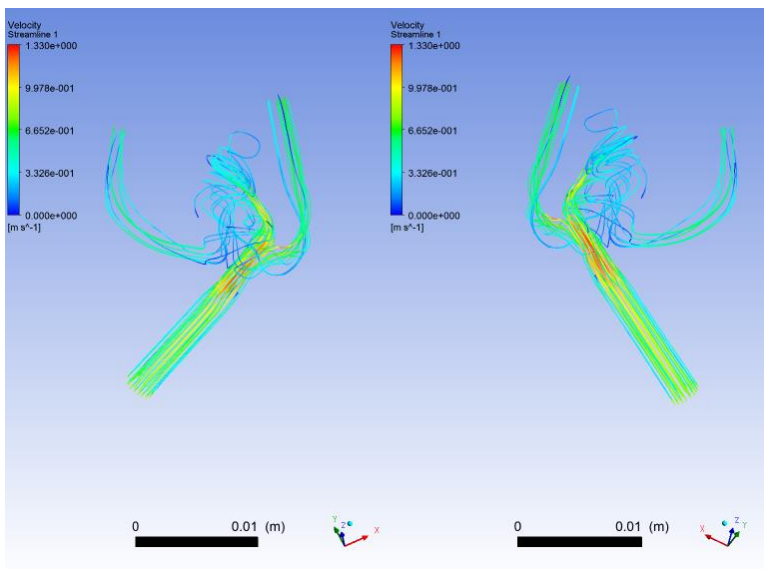 Velocity
Streamline 1
1.330e+000
9.978e-001
6.652e-001
3.326e-001
0.000e+000
[m s^-1]
0 0.01 (m)
Y Z X
Velocity
Streamline 1
1.330e+000
9.978e-001
6.652e-001
3.326e-001
0.000e+000
[m s^-1]
0 0.01 (m)
X Z Y